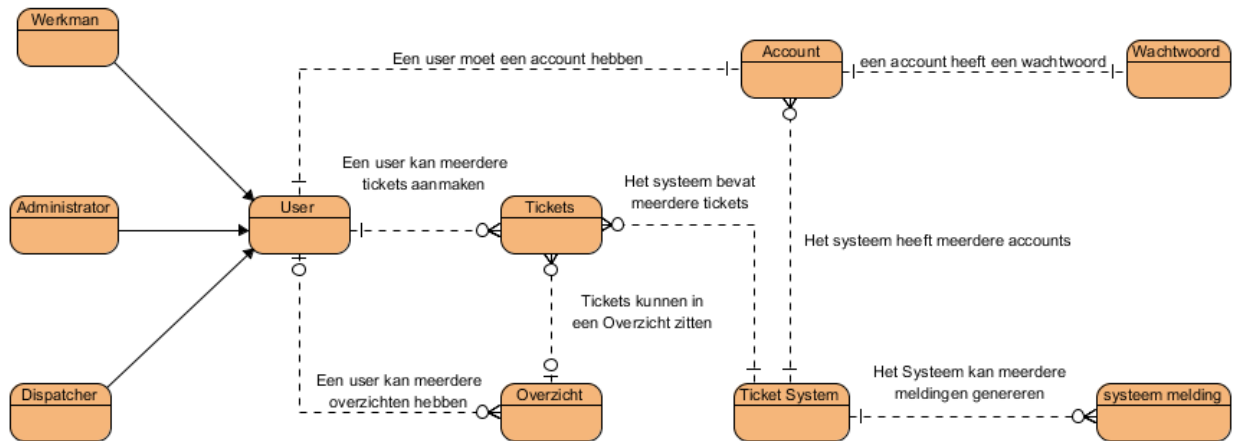 Werkman
Een user moet een account hebben
Account
een account heeft een wachtwoord
Wachtwoord
Een user kan meerdere
tickets aanmaken
Het systeem bevat
meerdere tickets
Administrator
User
Tickets
Het systeem heeft meerdere accounts
Tickets kunnen in
een Overzicht zitten
Een user kan meerdere
overzichten hebben
Het Systeem kan meerdere
meldingen genereren
Dispatcher
Overzicht
Ticket System
systeem melding